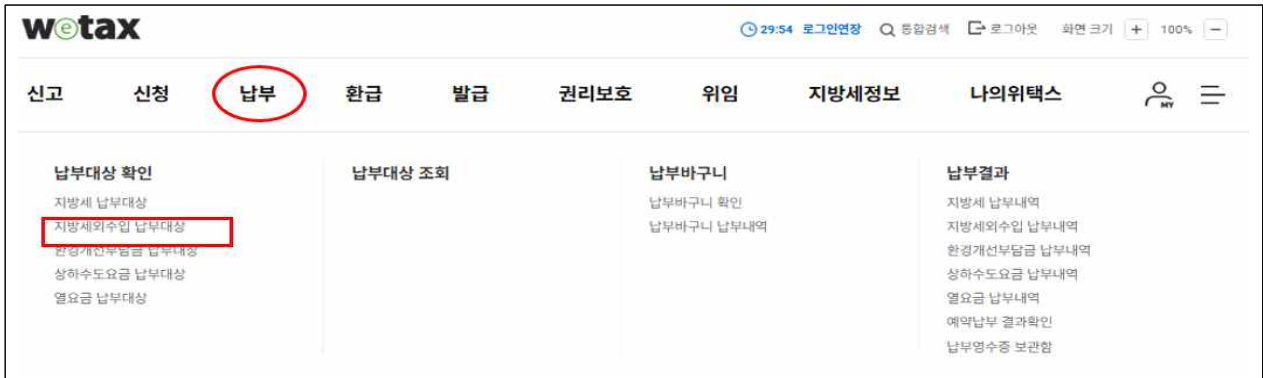 wetax
29:54 로그인연장 통합검색 로그아웃 화면 크기 + 100% −
신고 신청 납부 환급 발급 권리보호 위임 지방세정보 나의위택스 MY
납부대상 확인
지방세 납부대상
지방세외수입 납부대상
환경개선부담금 납부대상
상하수도요금 납부대상
열요금 납부대상
납부대상 조회
납부바구니
납부바구니 확인
납부바구니 납부내역
납부결과
지방세 납부내역
지방세외수입 납부내역
환경개선부담금 납부내역
상하수도요금 납부내역
열요금 납부내역
예약납부 결과확인
납부영수증 보관함